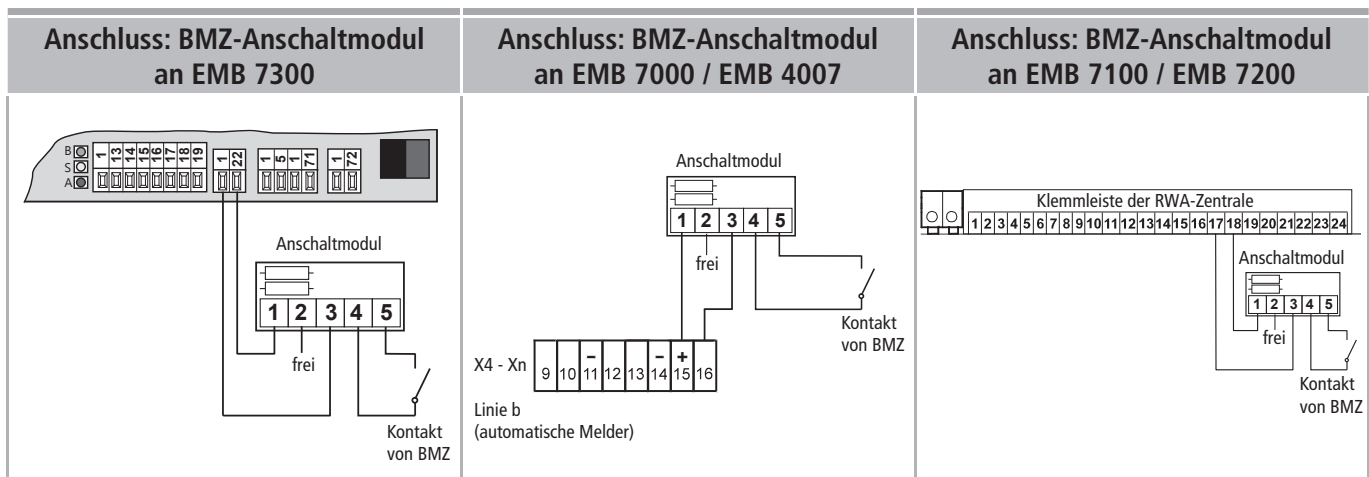 Anschluss: BMZ-Anschaltmodul
an EMB 7300
B
S
A
1 13 14 15 16 17 18 19 1 22 1 5 1 71 1 72
Anschaltmodul
1 2 3 4 5
frei
Kontakt
von BMZ
Anschluss: BMZ-Anschaltmodul
an EMB 7000 / EMB 4007
Anschaltmodul
1 2 3 4 5
frei
Kontakt
von BMZ
X4 - Xn
– – +
9 10 11 12 13 14 15 16
Linie b
(automatische Melder)
Anschluss: BMZ-Anschaltmodul
an EMB 7100 / EMB 7200
Klemmleiste der RWA-Zentrale
1 2 3 4 5 6 7 8 9 10 11 12 13 14 15 16 17 18 19 20 21 22 23 24
Anschaltmodul
1 2 3 4 5
frei
Kontakt
von BMZ